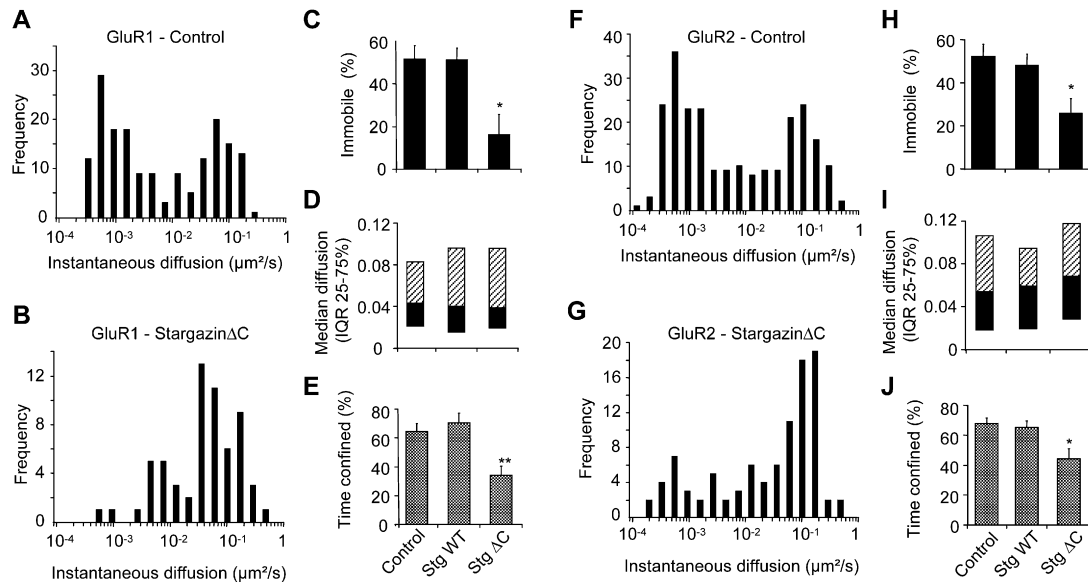 A
GluR1 - Control
Frequency
30
20
10
0
10⁻⁴ 10⁻³ 10⁻² 10⁻¹ 1
Instantaneous diffusion (µm²/s)
B
GluR1 - StargazinΔC
Frequency
12
8
4
0
10⁻⁴ 10⁻³ 10⁻² 10⁻¹ 1
Instantaneous diffusion (µm²/s)
C
Immobile (%)
60
40
20
0
*
D
Median diffusion
(IQR 25-75%)
0.12
0.08
0.04
0
E
Time confined (%)
80
60
40
20
0
**
Control
Stg WT
Stg ΔC
F
GluR2 - Control
Frequency
40
30
20
10
0
10⁻⁴ 10⁻³ 10⁻² 10⁻¹ 1
Instantaneous diffusion (µm²/s)
G
GluR2 - StargazinΔC
Frequency
20
16
12
8
4
0
10⁻⁴ 10⁻³ 10⁻² 10⁻¹ 1
Instantaneous diffusion (µm²/s)
H
Immobile (%)
60
40
20
0
*
I
Median diffusion
(IQR 25-75%)
0.12
0.08
0.04
0
J
Time confined (%)
80
60
40
20
0
*
Control
Stg WT
Stg ΔC